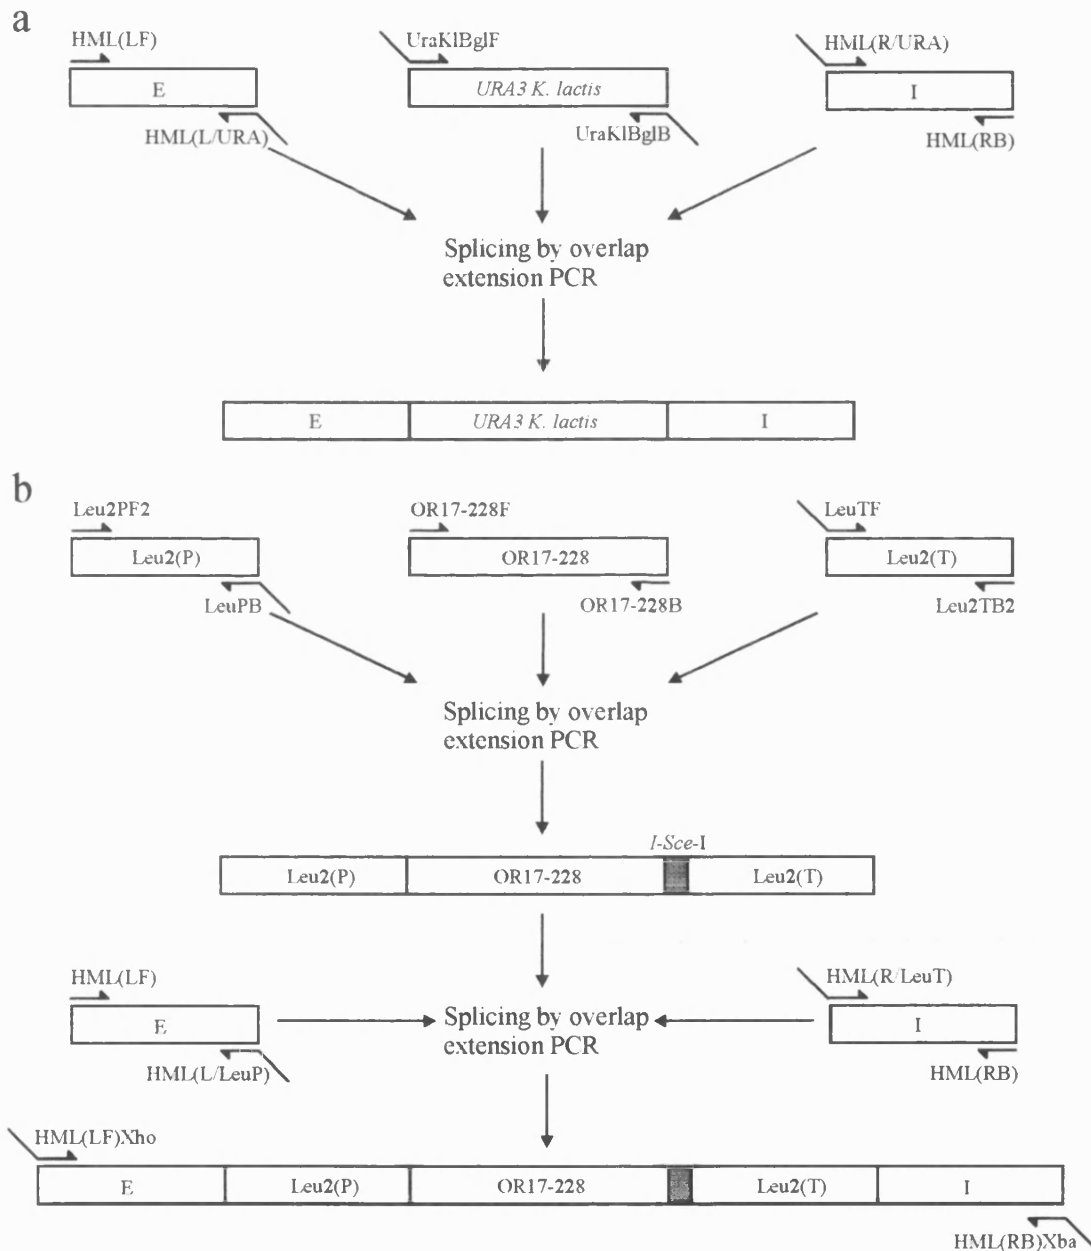 a
HML(LF)
UraKlBglF
HML(R/URA)
E
URA3 K. lactis
I
HML(L/URA)
UraKlBglB
HML(RB)
Splicing by overlap
extension PCR
E
URA3 K. lactis
I
b
Leu2PF2
OR17-228F
LeuTF
Leu2(P)
OR17-228
Leu2(T)
LeuPB
OR17-228B
Leu2TB2
Splicing by overlap
extension PCR
I-Sce-I
Leu2(P)
OR17-228
Leu2(T)
HML(LF)
HML(R/LeuT)
E
Splicing by overlap
extension PCR
I
HML(L/LeuP)
HML(RB)
HML(LF)Xho
E
Leu2(P)
OR17-228
Leu2(T)
I
HML(RB)Xba